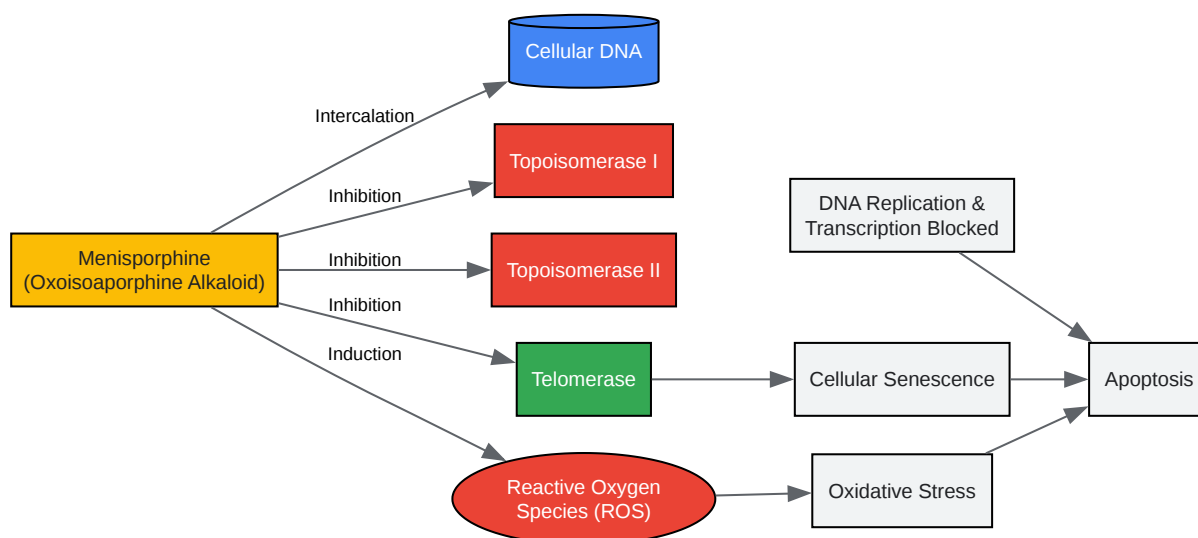 Cellular DNA
Intercalation
Topoisomerase I
Inhibition
DNA Replication &
Transcription Blocked
Menisporphine
(Oxoisoaporphine Alkaloid)
Inhibition
Topoisomerase II
Inhibition
Induction
Telomerase
Cellular Senescence
Apoptosis
Reactive Oxygen
Species (ROS)
Oxidative Stress